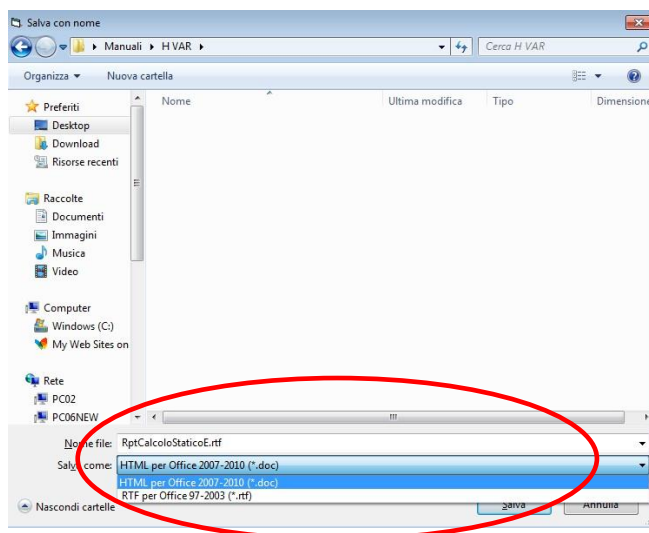 Salva con nome
Manuali HVAR Cerca H VAR
Organizza Nuova cartella
Nome Ultima modifica Tipo Dimensione
Preferiti
Desktop
Download
Risorse recenti
Raccolte
Documenti
Immagini
Musica
Video
Computer
Windows (C:)
My Web Sites on
Rete
PC02
PC06NEW
Nome file: RptCalcoloStaticoE.rtf
Salva come: HTML per Office 2007-2010 (*.doc)
HTML per Office 2007-2010 (*.doc)
RTF per Office 97-2003 (*.rtf)
Nascondi cartelle Salva Annulla